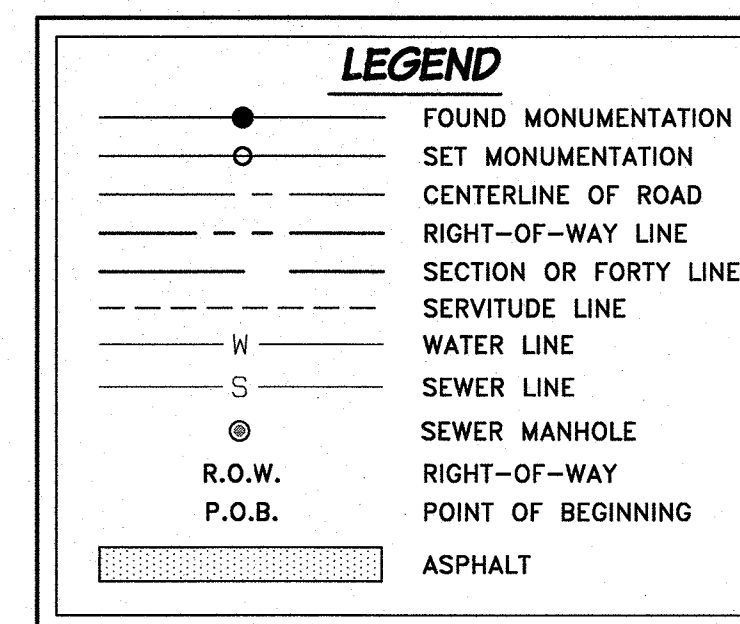 LEGEND
FOUND MONUMENTATION
SET MONUMENTATION
CENTERLINE OF ROAD
RIGHT-OF-WAY LINE
SECTION OR FORTY LINE
SERVITUDE LINE
W WATER LINE
S SEWER LINE
SEWER MANHOLE
R.O.W. RIGHT-OF-WAY
P.O.B. POINT OF BEGINNING
ASPHALT